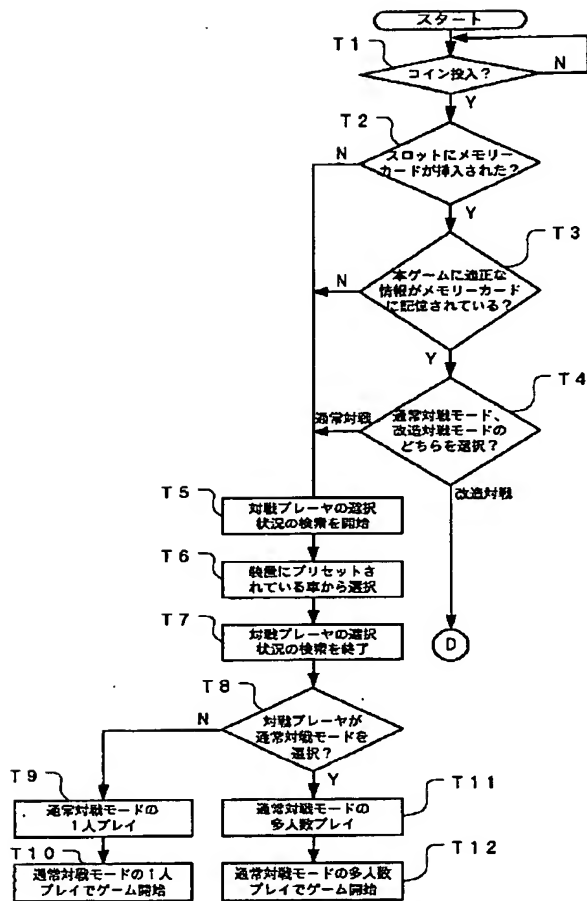 スタート
T1
コイン投入?
N
Y
T2
スロットにメモリー
カードが挿入された?
N
Y
T3
本ゲームに適正な
情報がメモリーカード
に記憶されている?
N
Y
T4
通常対戦モード、
改造対戦モードの
どちらを選択?
通常対戦
改造対戦
T5
対戦プレーヤの選択
状況の検索を開始
T6
装置にプリセットさ
れている車から選択
T7
対戦プレーヤの選択
状況の検索を終了
D
T8
対戦プレーヤが
通常対戦モードを
選択?
N
Y
T9
通常対戦モードの
1人プレイ
T11
通常対戦モードの
多人数プレイ
T10
通常対戦モードの1人
プレイでゲーム開始
T12
通常対戦モードの多人数
プレイでゲーム開始